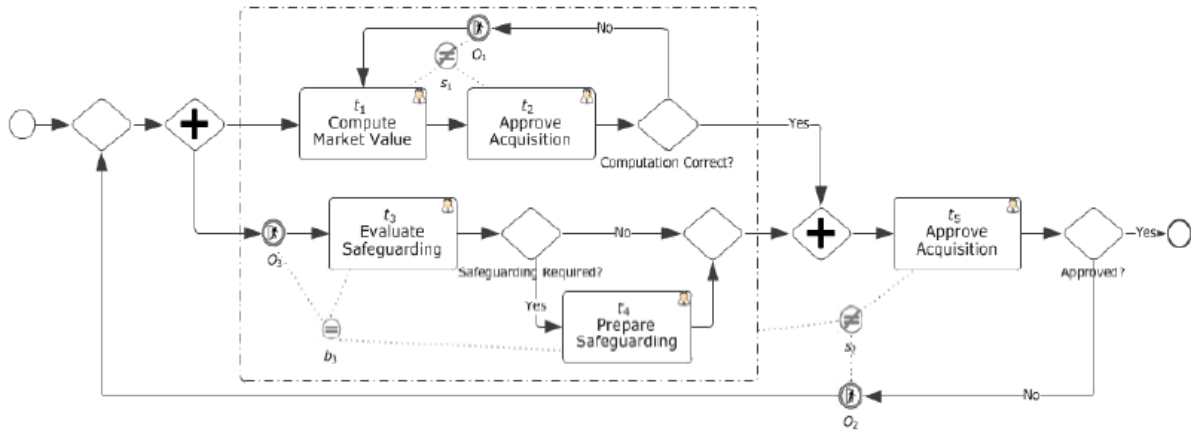 No
O1
s1
t1
Compute
Market Value
t2
Approve
Acquisition
Yes
Computation Correct?
t3
Evaluate
Safeguarding
O3
No
Safeguarding Required?
Yes
t4
Prepare
Safeguarding
b3
t5
Approve
Acquisition
Yes
Approved?
s2
No
O2